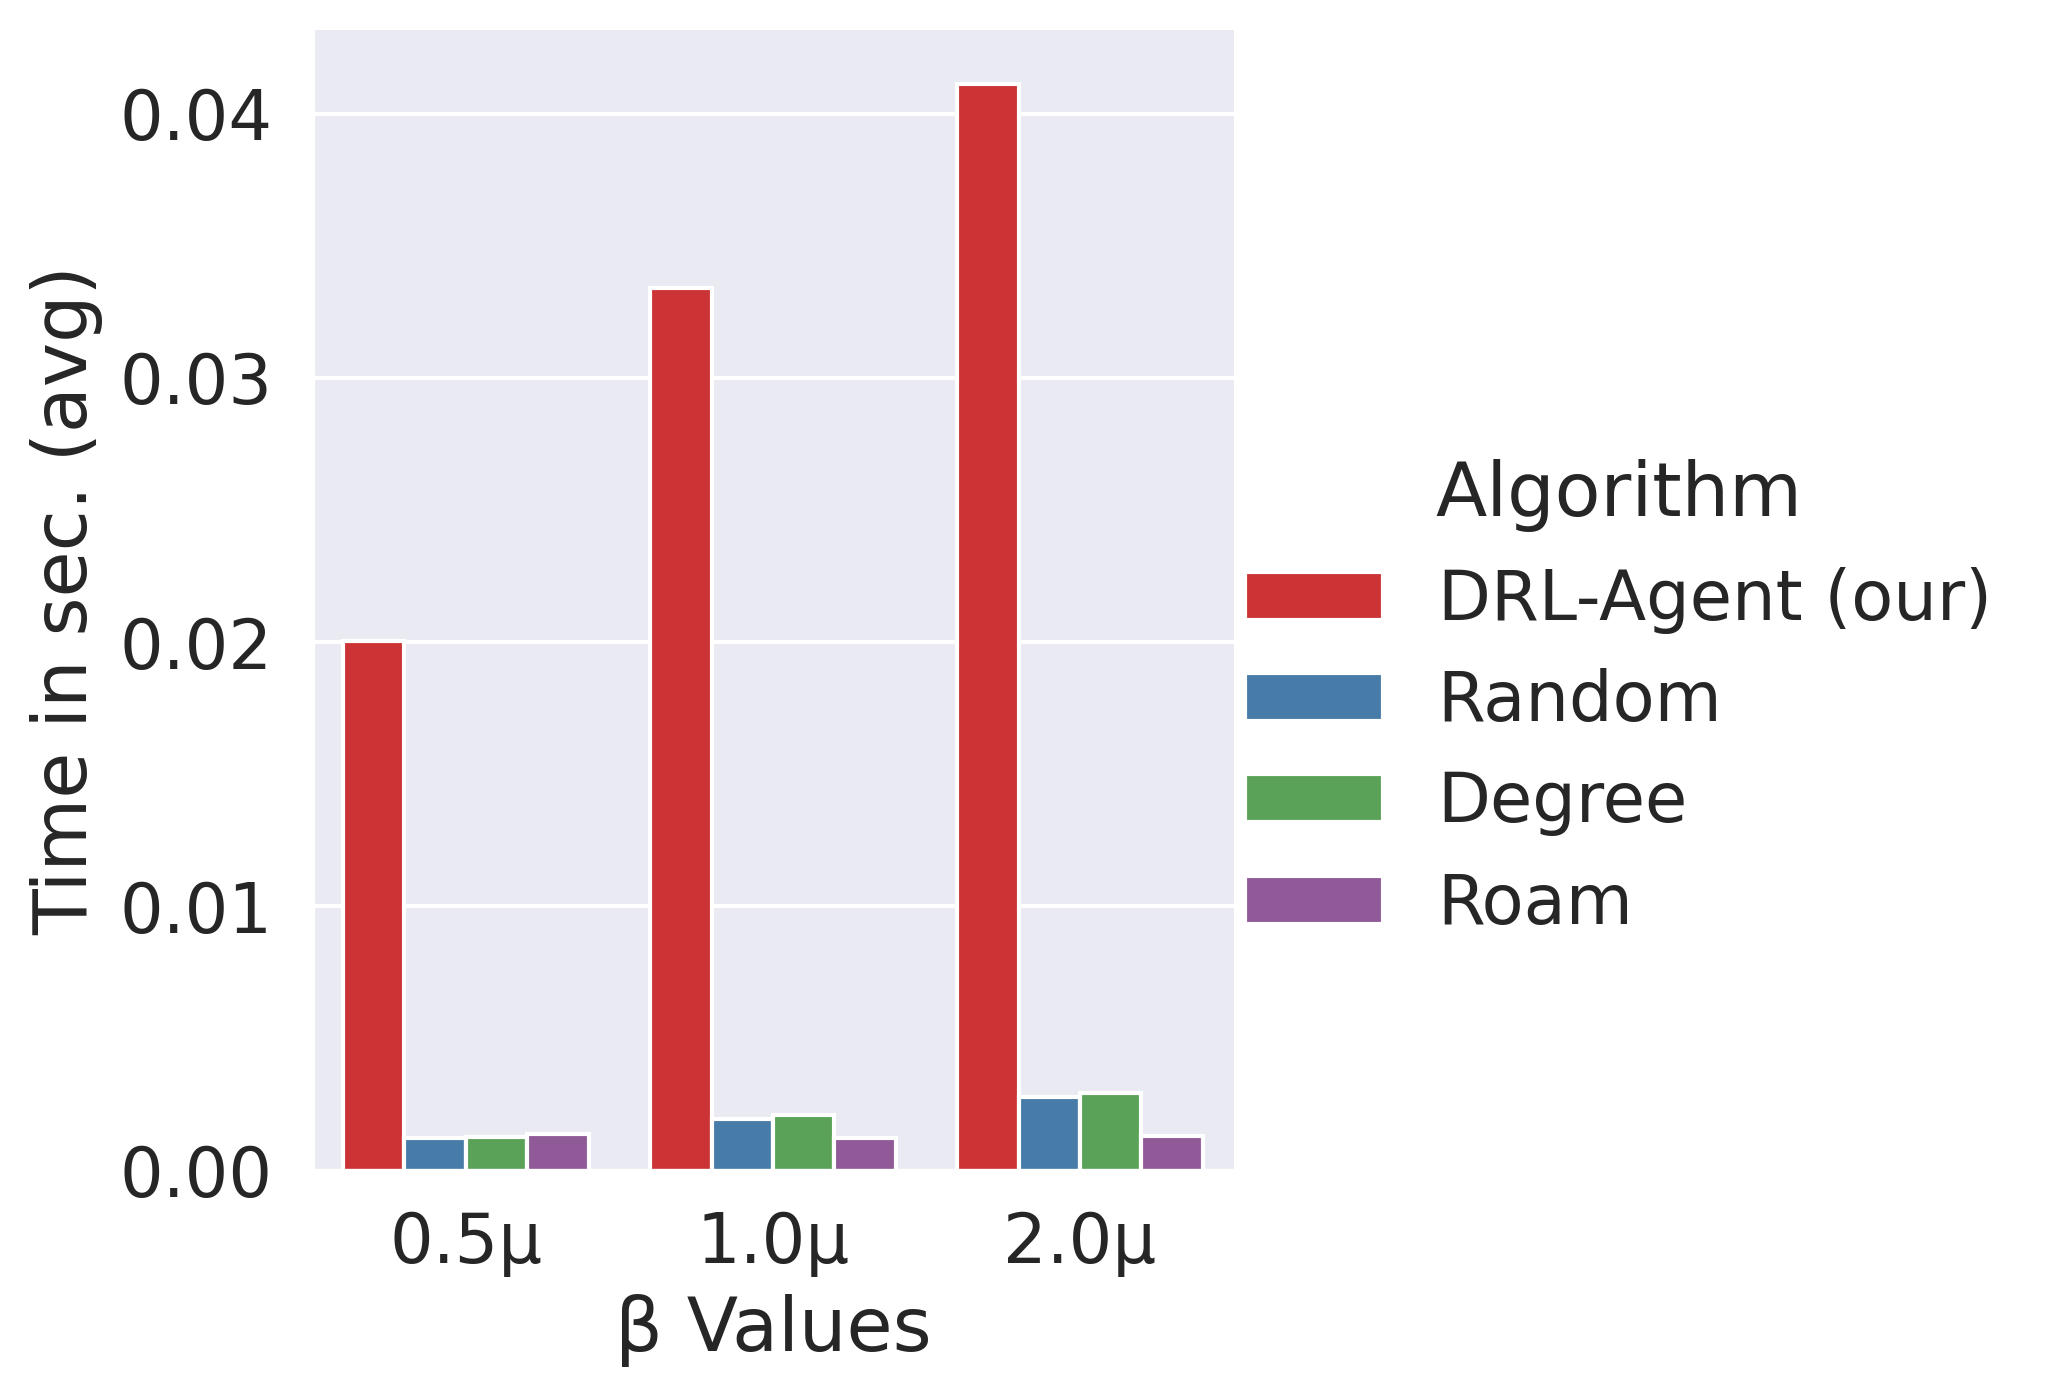 Time in sec. (avg)
0.04
0.03
0.02
0.01
0.00
0.5μ 1.0μ 2.0μ
β Values
Algorithm
DRL-Agent (our)
Random
Degree
Roam